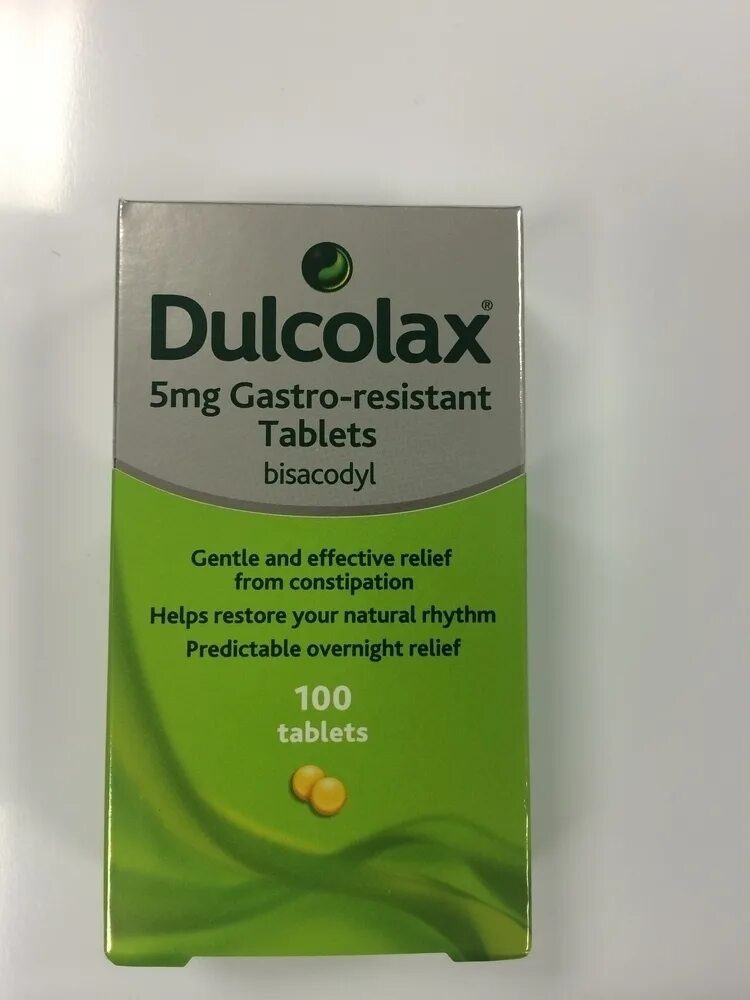 Dulcolax®
5mg Gastro-resistant
Tablets
bisacodyl
Gentle and effective relief
from constipation
Helps restore your natural rhythm
Predictable overnight relief
100
tablets